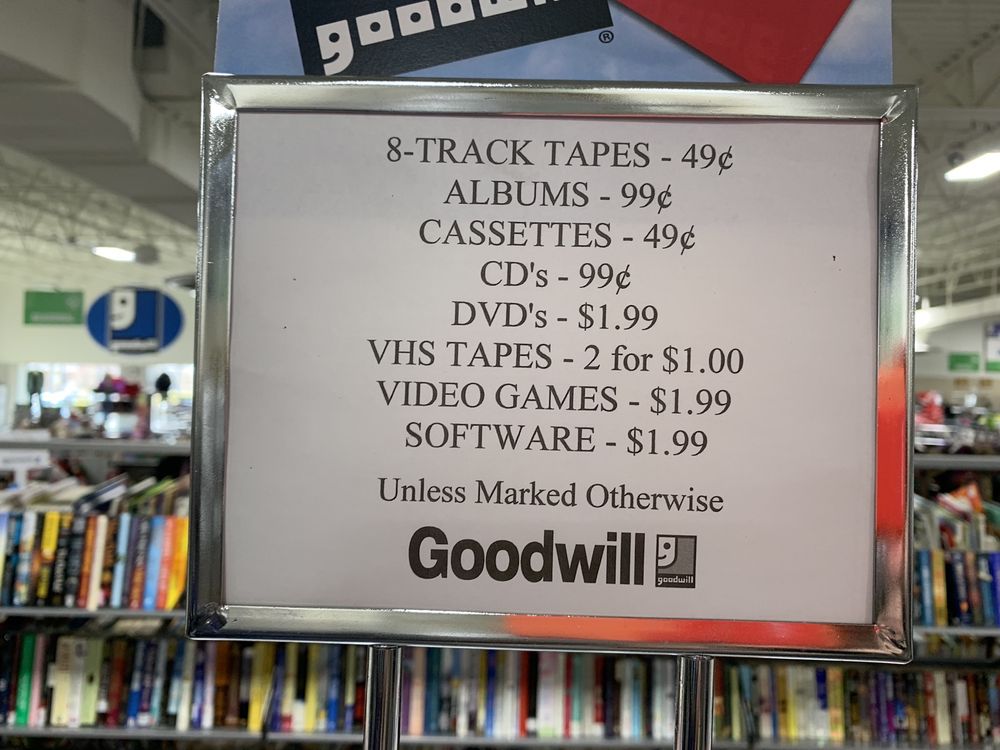 goodwill
®
8-TRACK TAPES - 49¢
ALBUMS - 99¢
CASSETTES - 49¢
CD's - 99¢
DVD's - $1.99
VHS TAPES - 2 for $1.00
VIDEO GAMES - $1.99
SOFTWARE - $1.99
Unless Marked Otherwise
Goodwill
goodwill